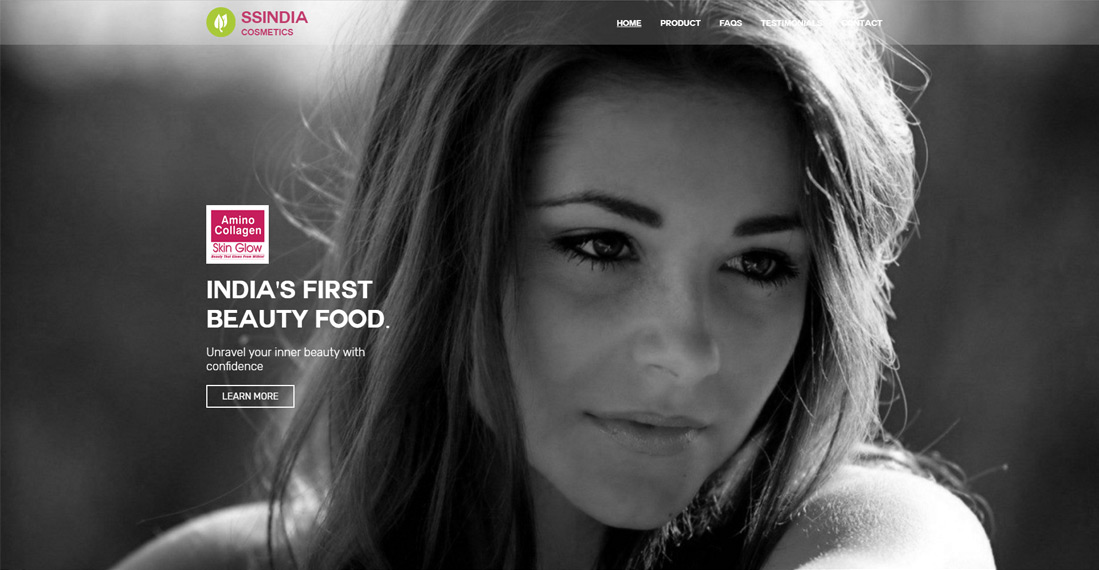 SSINDIA
COSMETICS
HOME PRODUCT FAQS TESTIMONIALS CONTACT
Amino
Collagen
Skin Glow
Beauty That Glows From Within!
INDIA'S FIRST
BEAUTY FOOD.
Unravel your inner beauty with
confidence
LEARN MORE